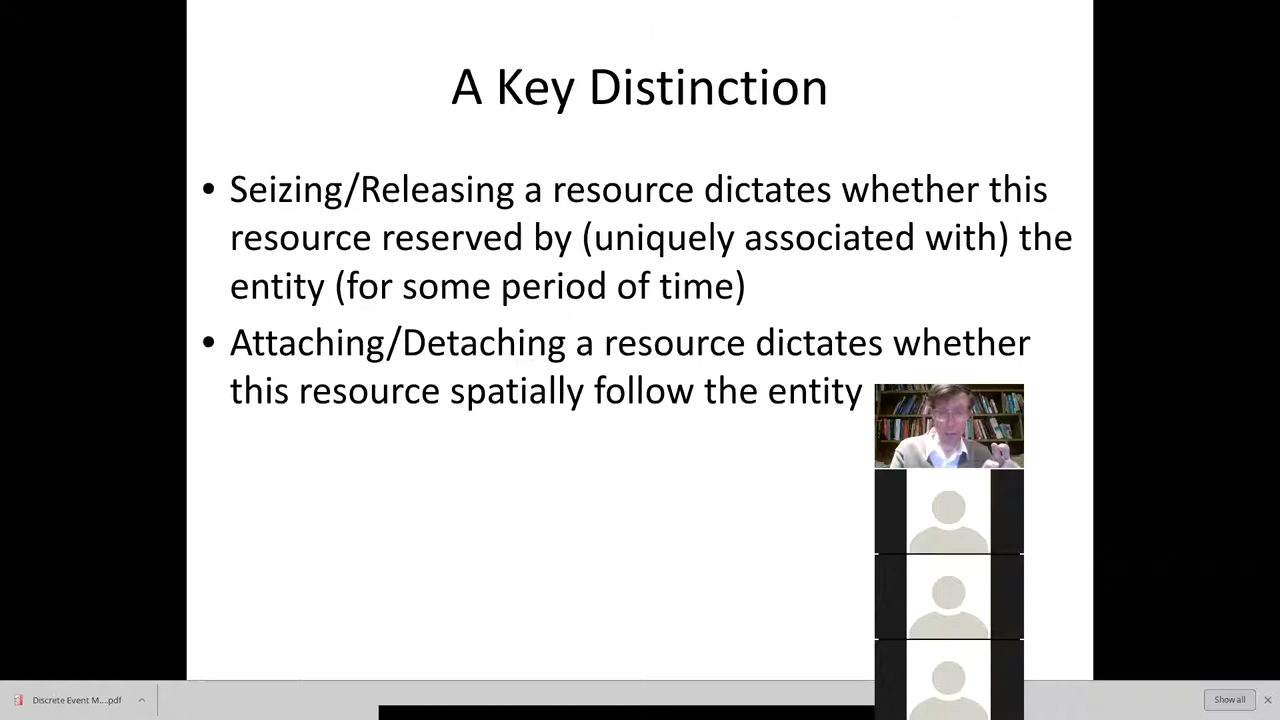 A Key Distinction
• Seizing/Releasing a resource dictates whether this
resource reserved by (uniquely associated with) the
entity (for some period of time)
• Attaching/Detaching a resource dictates whether
this resource spatially follow the entity
Discrete Event M....pdf
Show all